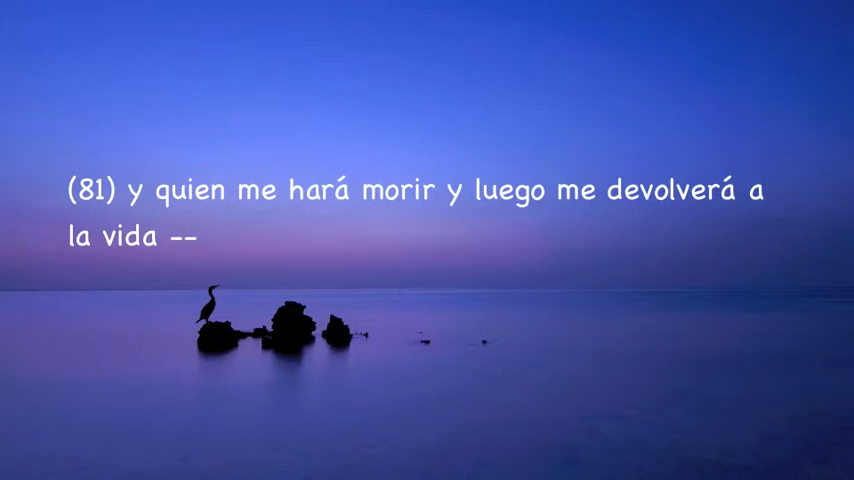 (81) y quien me hará morir y luego me devolverá a
la vida --